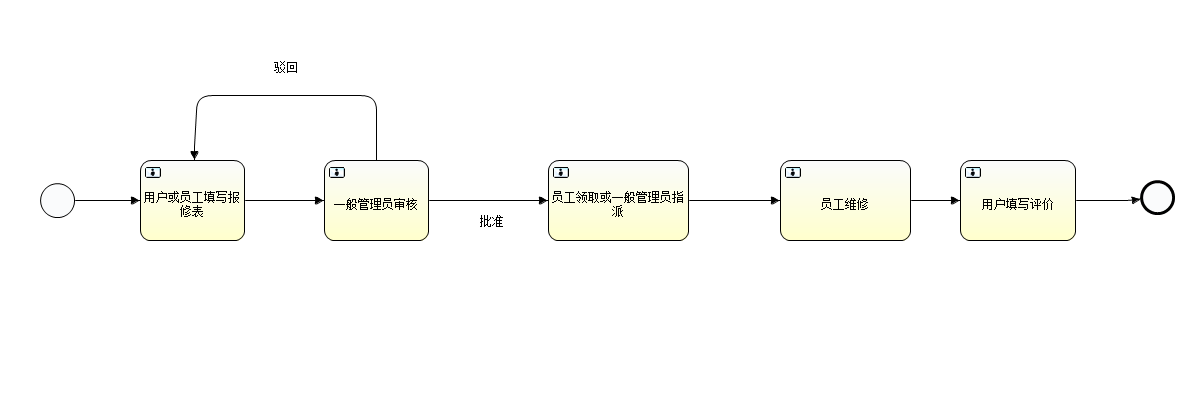 驳回
用户或员工填写报
修表
一般管理员审核
批准
员工领取或一般管理员指
派
员工维修
用户填写评价